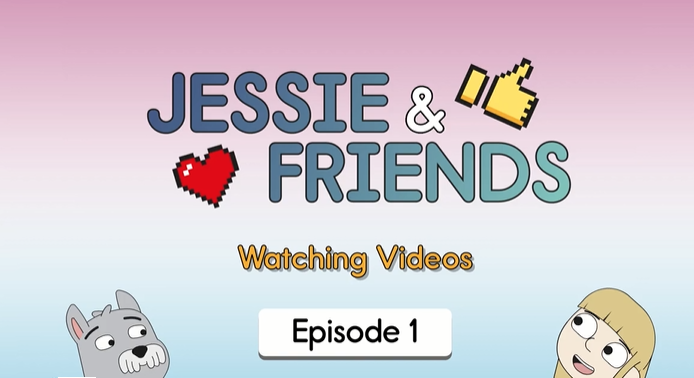 JESSIE &
FRIENDS
Watching Videos
Episode 1